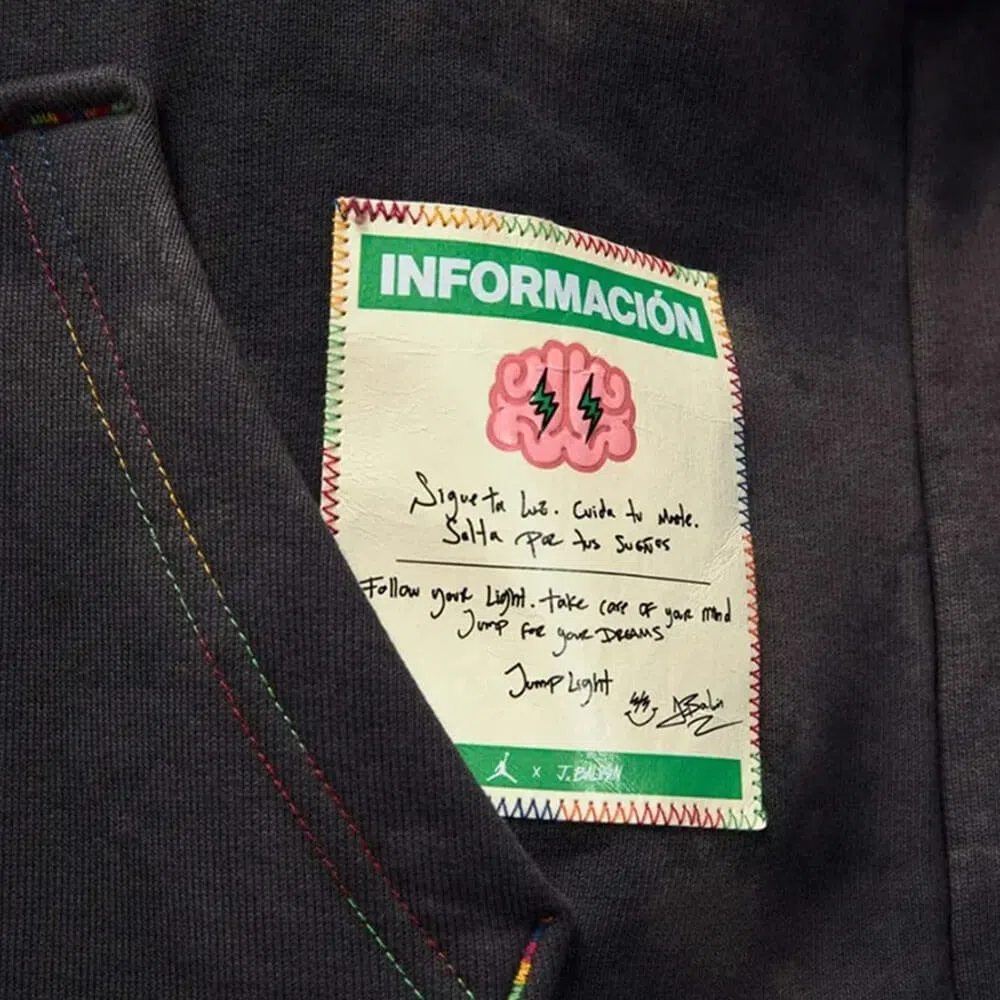 INFORMACIÓN
Sigue tu Luz. Cuida tu Mente.
Salta por tus Sueños
Follow your Light. take care of your mind
Jump for your DREAMS
Jump Light
JBalvin
x J. BALVIN